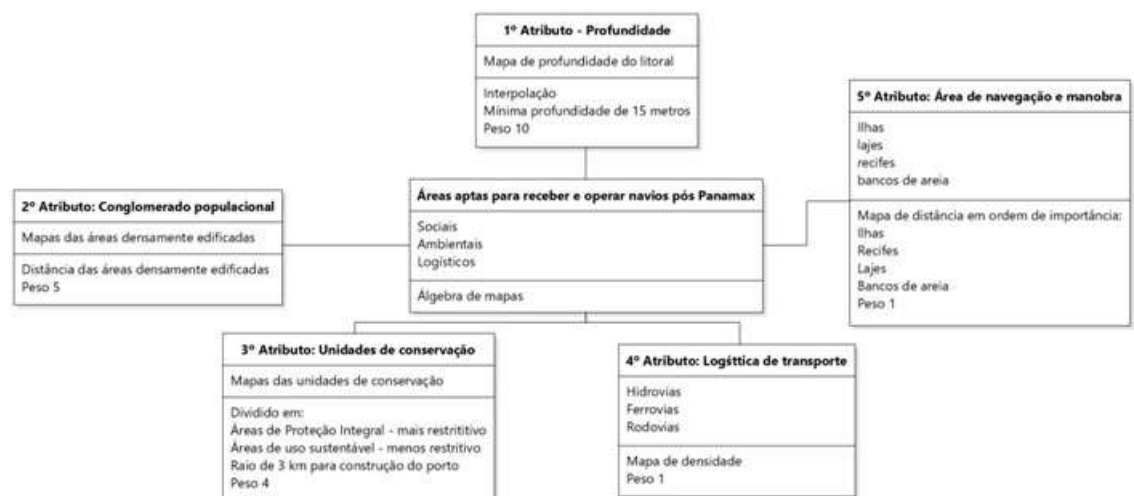 1º Atributo - Profundidade
Mapa de profundidade do litoral
Interpolação
Mínima profundidade de 15 metros
Peso 10
5º Atributo: Área de navegação e manobra
Ilhas
lajes
recifes
bancos de areia
Mapa de distância em ordem de importância:
Ilhas
Recifes
Lajes
Bancos de areia
Peso 1
2º Atributo: Conglomerado populacional
Mapas das áreas densamente edificadas
Distância das áreas densamente edificadas
Peso 5
Áreas aptas para receber e operar navios pós Panamax
Sociais
Ambientais
Logísticos
Álgebra de mapas
3º Atributo: Unidades de conservação
Mapas das unidades de conservação
Dividido em:
Áreas de Proteção Integral - mais restrititivo
Áreas de uso sustentável - menos restritivo
Raio de 3 km para construção do porto
Peso 4
4º Atributo: Logśttica de transporte
Hidrovias
Ferrovias
Rodovias
Mapa de densidade
Peso 1